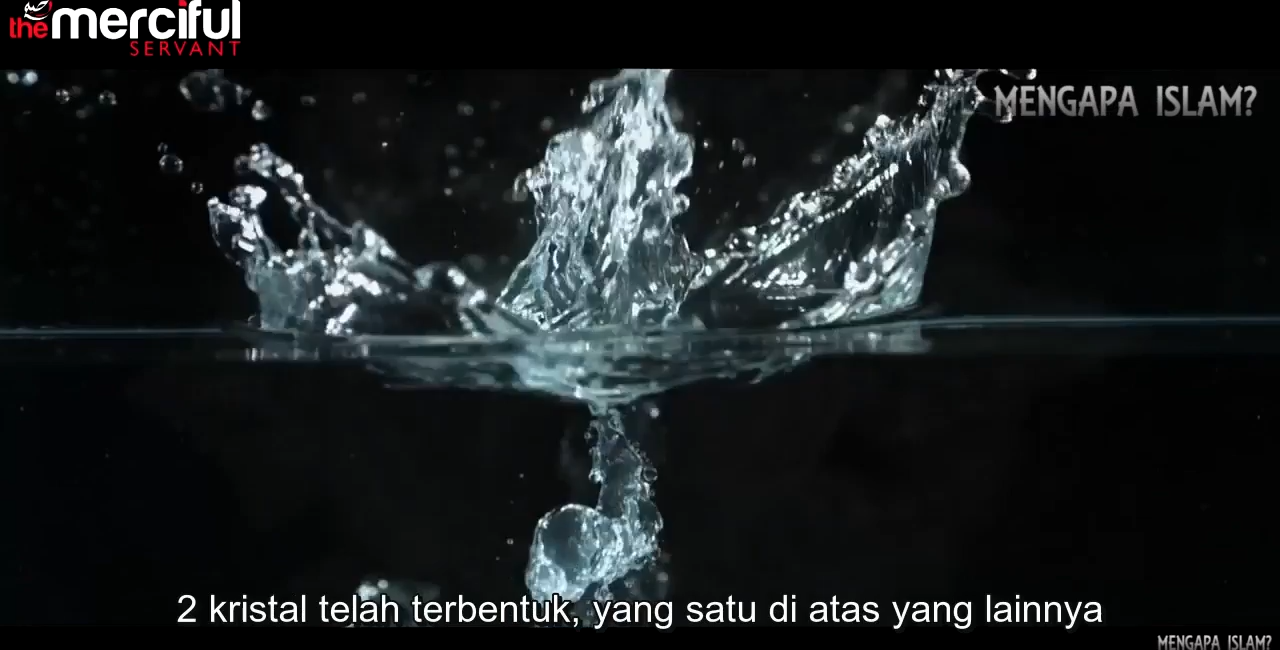 the merciful
SERVANT
MENGAPA ISLAM?
2 kristal telah terbentuk, yang satu di atas yang lainnya
MENGAPA ISLAM?